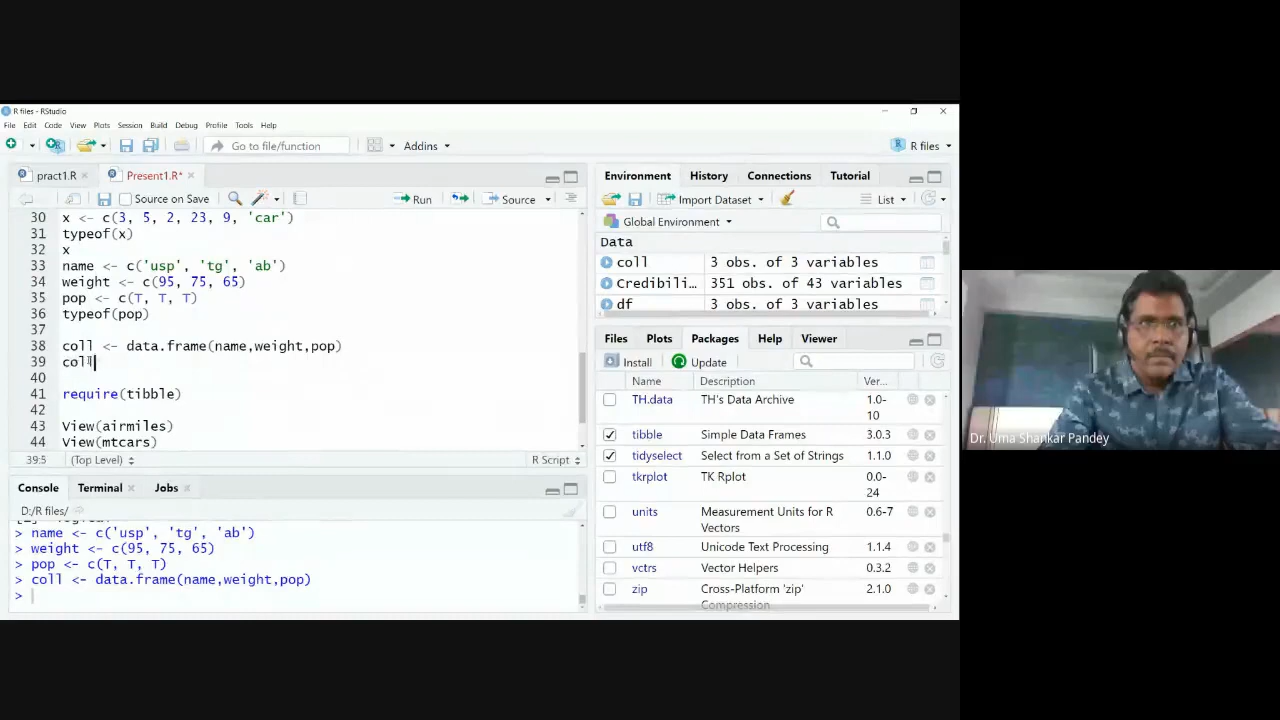 R files - RStudio
File Edit Code View Plots Session Build Debug Profile Tools Help
Go to file/function Addins R files
pract1.R Present1.R*
Source on Save Run Source
30 x <- c(3, 5, 2, 23, 9, 'car')
31 typeof(x)
32 x
33 name <- c('usp', 'tg', 'ab')
34 weight <- c(95, 75, 65)
35 pop <- c(T, T, T)
36 typeof(pop)
37
38 coll <- data.frame(name,weight,pop)
39 coll
40
41 require(tibble)
42
43 View(airmiles)
44 View(mtcars)
39:5 (Top Level) R Script
Console Terminal Jobs
D:/R files/
> name <- c('usp', 'tg', 'ab')
> weight <- c(95, 75, 65)
> pop <- c(T, T, T)
> coll <- data.frame(name,weight,pop)
>
Environment History Connections Tutorial
Import Dataset List
Global Environment
Data
coll 3 obs. of 3 variables
Credibili... 351 obs. of 43 variables
df 3 obs. of 3 variables
Files Plots Packages Help Viewer
Install Update
Name Description Ver...
TH.data TH's Data Archive 1.0-
10
tibble Simple Data Frames 3.0.3
tidyselect Select from a Set of Strings 1.1.0
tkrplot TK Rplot 0.0-
24
units Measurement Units for R 0.6-7
Vectors
utf8 Unicode Text Processing 1.1.4
vctrs Vector Helpers 0.3.2
zip Cross-Platform 'zip' 2.1.0
Compression
Dr. Uma Shankar Pandey